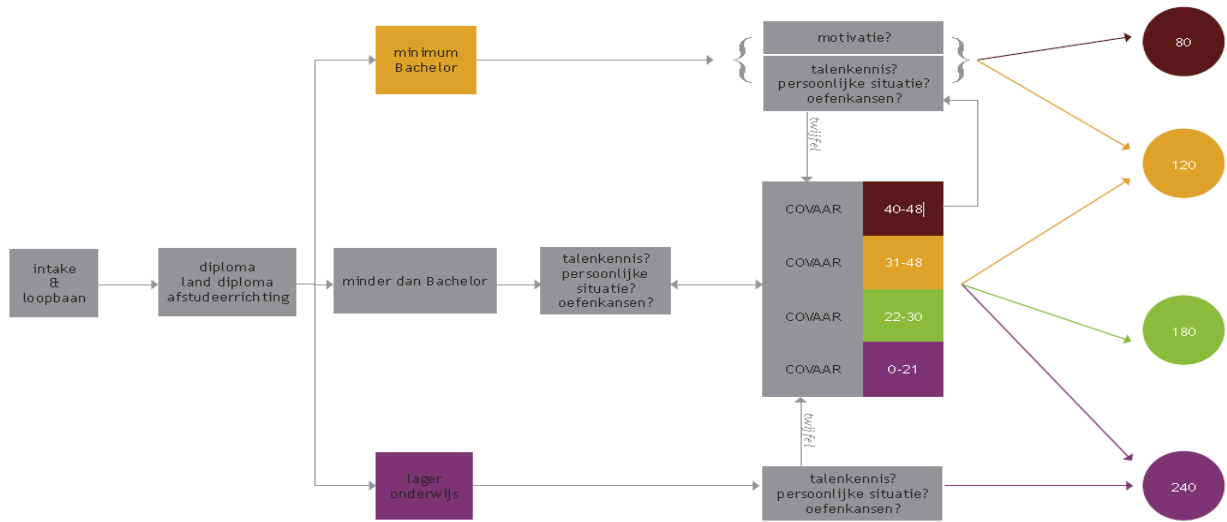 intake
&
loopbaan
diploma
land diploma
afstudeerrichting
minimum
Bachelor
minder dan Bachelor
lager
onderwijs
talenkennis?
persoonlijke
situatie?
oefenkansen?
motivatie?
talenkennis?
persoonlijke situatie?
oefenkansen?
twijfel
COVAAR 40-48
COVAAR 31-48
COVAAR 22-30
COVAAR 0-21
twijfel
talenkennis?
persoonlijke situatie?
oefenkansen?
80
120
180
240